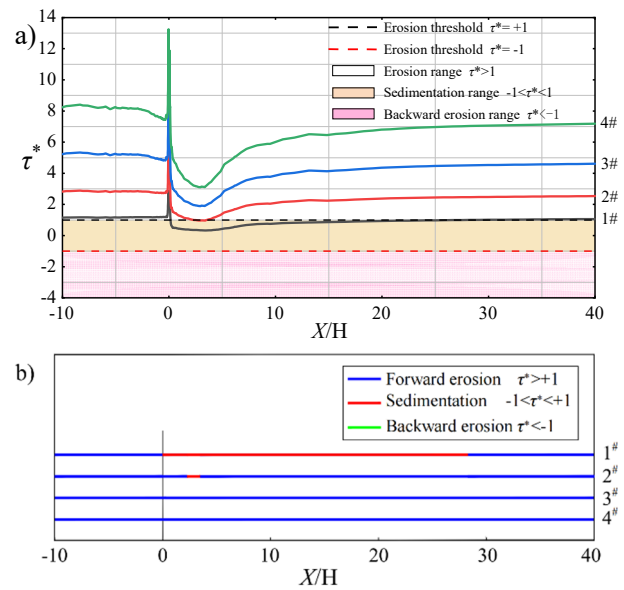 a)
14
12
10
8
6
4
2
0
-2
-4
τ*
Erosion threshold τ*= +1
Erosion threshold τ*= -1
Erosion range τ*>1
Sedimentation range -1<τ*<1
Backward erosion range τ*<−1
4#
3#
2#
1#
-10 0 10 20 30 40
X/H
b)
Forward erosion τ*>+1
Sedimentation -1<τ*<+1
Backward erosion τ*<-1
1#
2#
3#
4#
-10 0 10 20 30 40
X/H